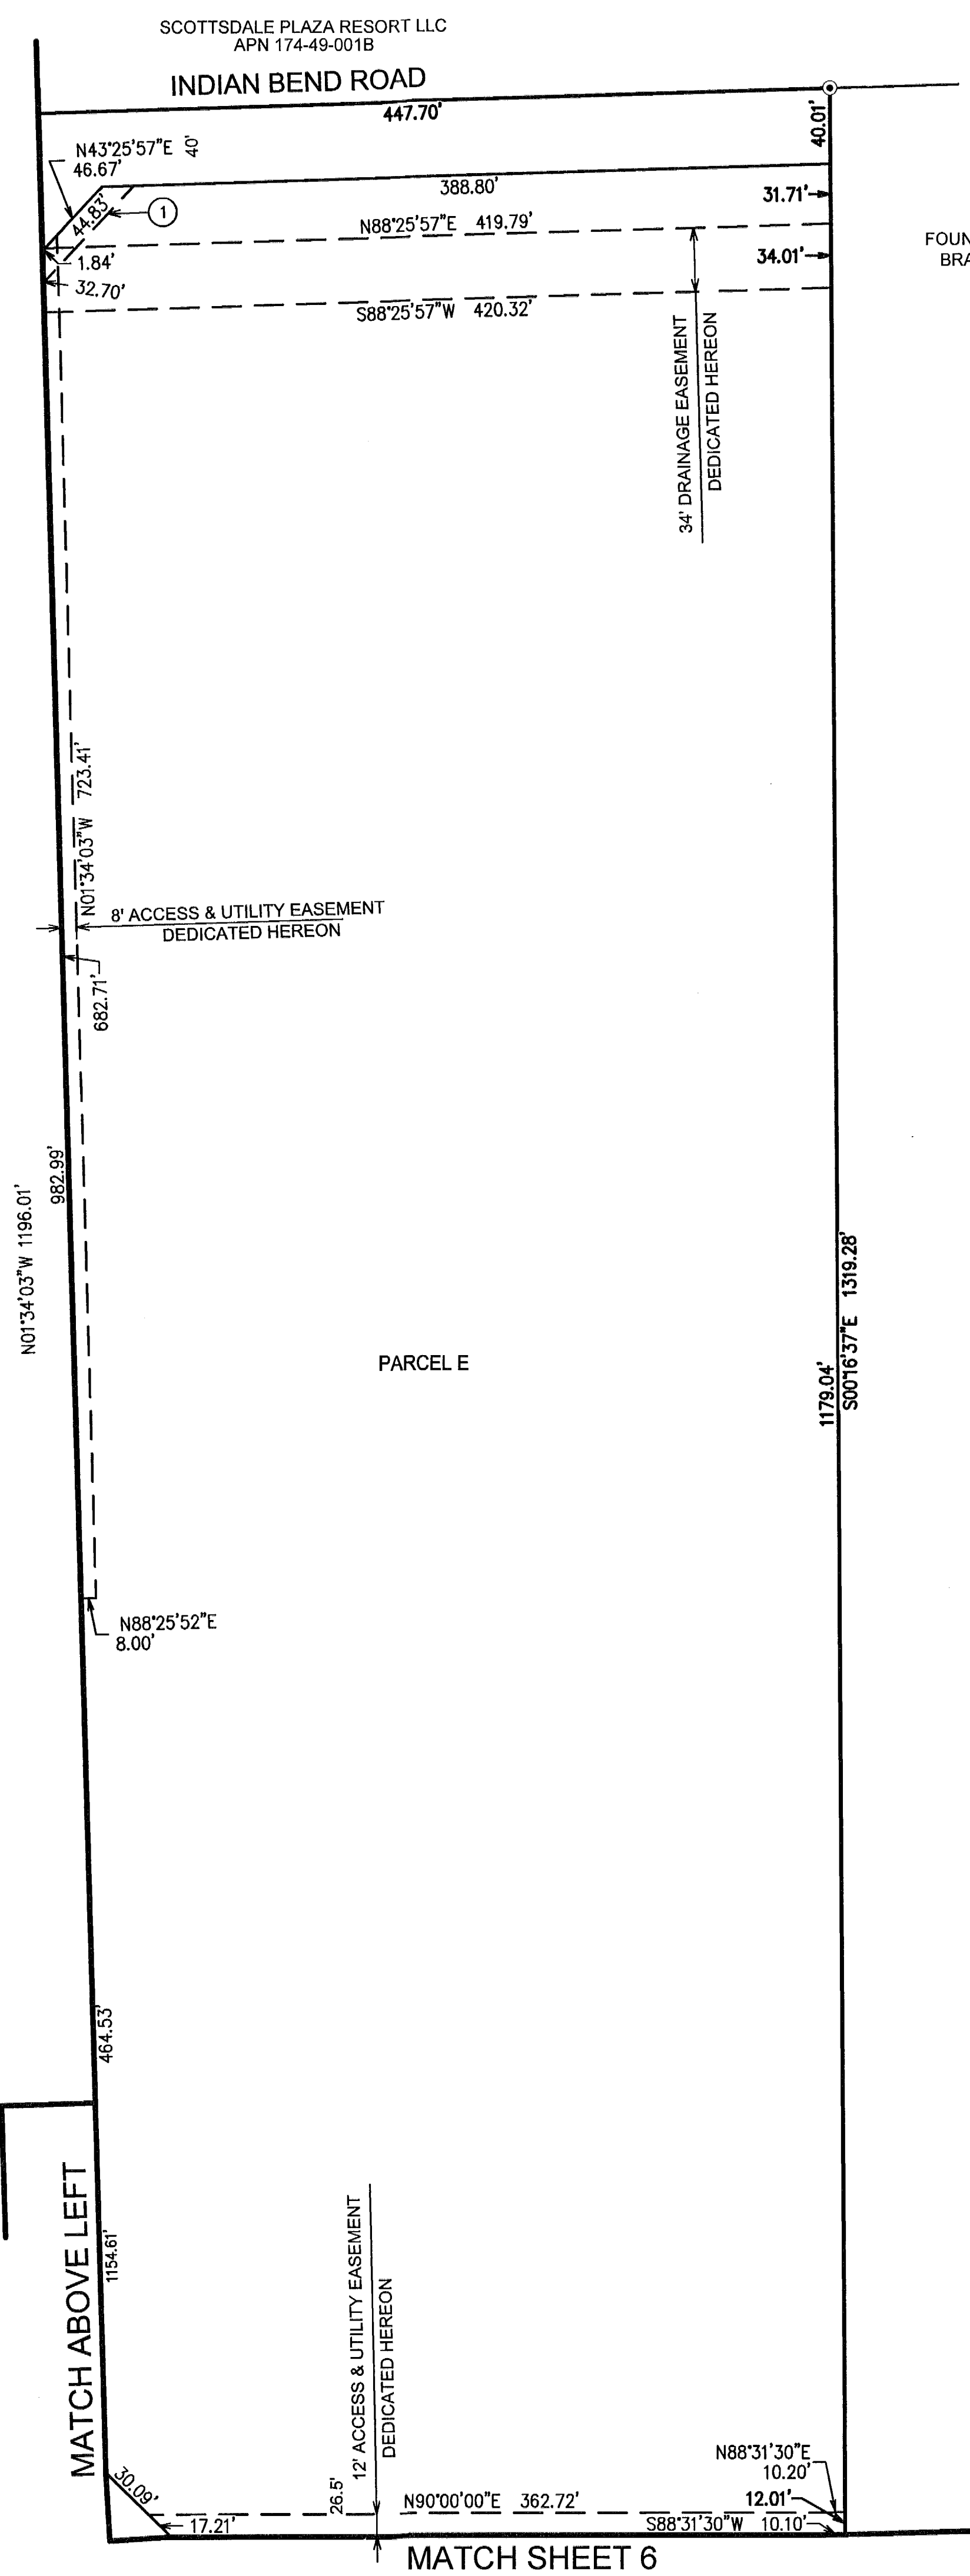 SCOTTSDALE PLAZA RESORT LLC
APN 174-49-001B
INDIAN BEND ROAD
447.70'
40.01'
N43°25'57"E
46.67'
40'
388.80'
31.71'
44.83'
1
N88°25'57"E 419.79'
FOUN
BRA
1.84'
34.01'
32.70'
S88°25'57"W 420.32'
34' DRAINAGE EASEMENT
DEDICATED HEREON
N01°34'03"W 723.41'
8' ACCESS & UTILITY EASEMENT
DEDICATED HEREON
682.71'
982.99'
N01°34'03"W 1196.01'
S00°16'37"E 1319.28'
1179.04'
PARCEL E
N88°25'52"E
8.00'
464.53'
MATCH ABOVE LEFT
1154.61'
12' ACCESS & UTILITY EASEMENT
DEDICATED HEREON
N88°31'30"E
10.20'
30.09'
26.5'
N90°00'00"E 362.72'
12.01'
17.21'
S88°31'30"W 10.10'
MATCH SHEET 6